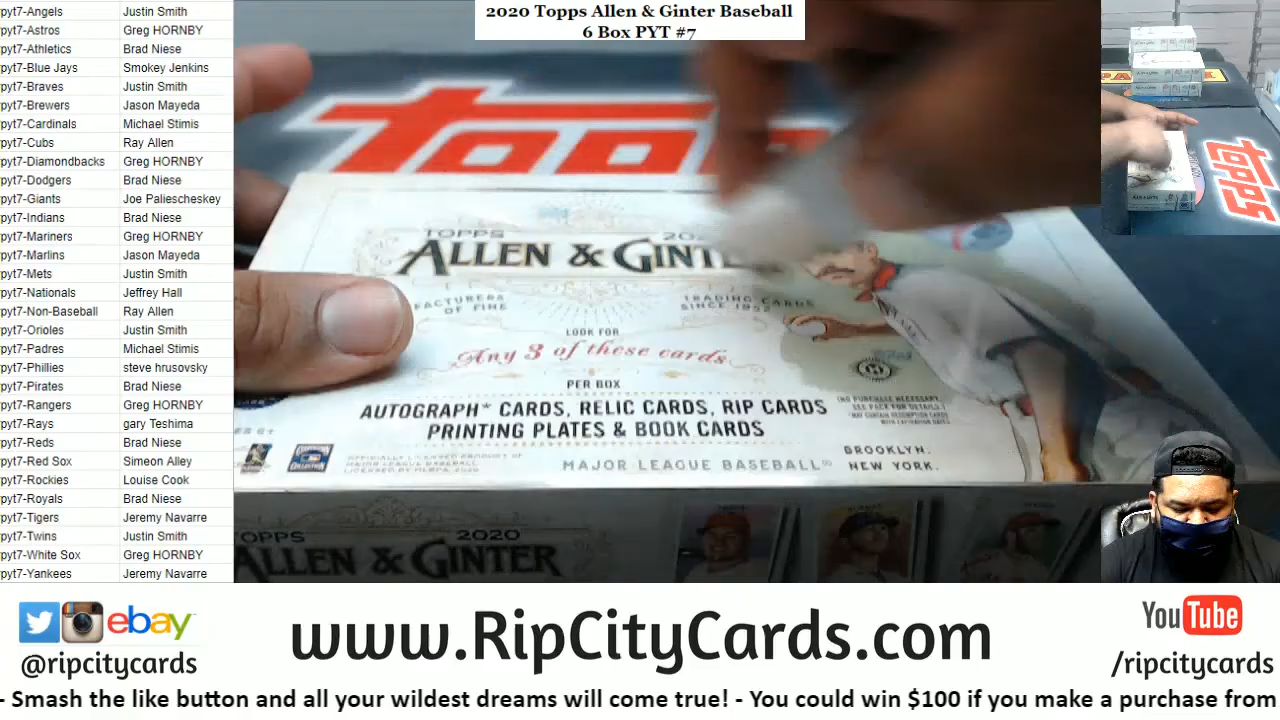 2020 Topps Allen & Ginter Baseball
6 Box PYT #7
pyt7-Angels Justin Smith
pyt7-Astros Greg HORNBY
pyt7-Athletics Brad Niese
pyt7-Blue Jays Smokey Jenkins
pyt7-Braves Justin Smith
pyt7-Brewers Jason Mayeda
pyt7-Cardinals Michael Stimis
pyt7-Cubs Ray Allen
pyt7-Diamondbacks Greg HORNBY
pyt7-Dodgers Brad Niese
pyt7-Giants Joe Paliescheskey
pyt7-Indians Brad Niese
pyt7-Mariners Greg HORNBY
pyt7-Marlins Jason Mayeda
pyt7-Mets Justin Smith
pyt7-Nationals Jeffrey Hall
pyt7-Non-Baseball Ray Allen
pyt7-Orioles Justin Smith
pyt7-Padres Michael Stimis
pyt7-Phillies steve hrusovsky
pyt7-Pirates Brad Niese
pyt7-Rangers Greg HORNBY
pyt7-Rays gary Teshima
pyt7-Reds Brad Niese
pyt7-Red Sox Simeon Alley
pyt7-Rockies Louise Cook
pyt7-Royals Brad Niese
pyt7-Tigers Jeremy Navarre
pyt7-Twins Justin Smith
pyt7-White Sox Greg HORNBY
pyt7-Yankees Jeremy Navarre
Topps
TOPPS
ALLEN & GINTE
FACTURERS
OF FINE
TRADING CARDS
SINCE 1952
LOOK FOR
Any 3 of these cards
PER BOX
AUTOGRAPH* CARDS, RELIC CARDS, RIP CARDS
PRINTING PLATES & BOOK CARDS
MAJOR LEAGUE BASEBALL
BROOKLYN.
NEW YORK.
OPPS 2020
ALLEN & GINTER
Topps
ebay
@ripcitycards
www.RipCityCards.com
YouTube
/ripcitycards
- Smash the like button and all your wildest dreams will come true! - You could win $100 if you make a purchase from